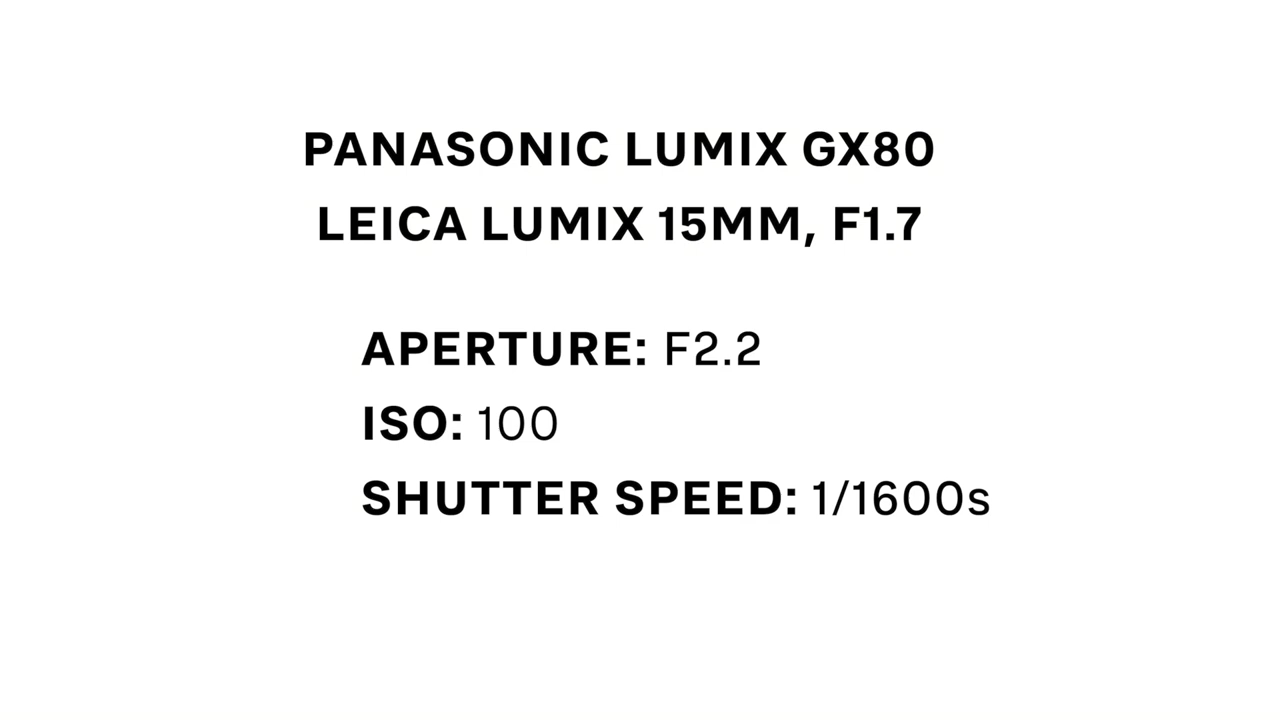 PANASONIC LUMIX GX80
LEICA LUMIX 15MM, F1.7
APERTURE: F2.2
ISO: 100
SHUTTER SPEED: 1/1600s